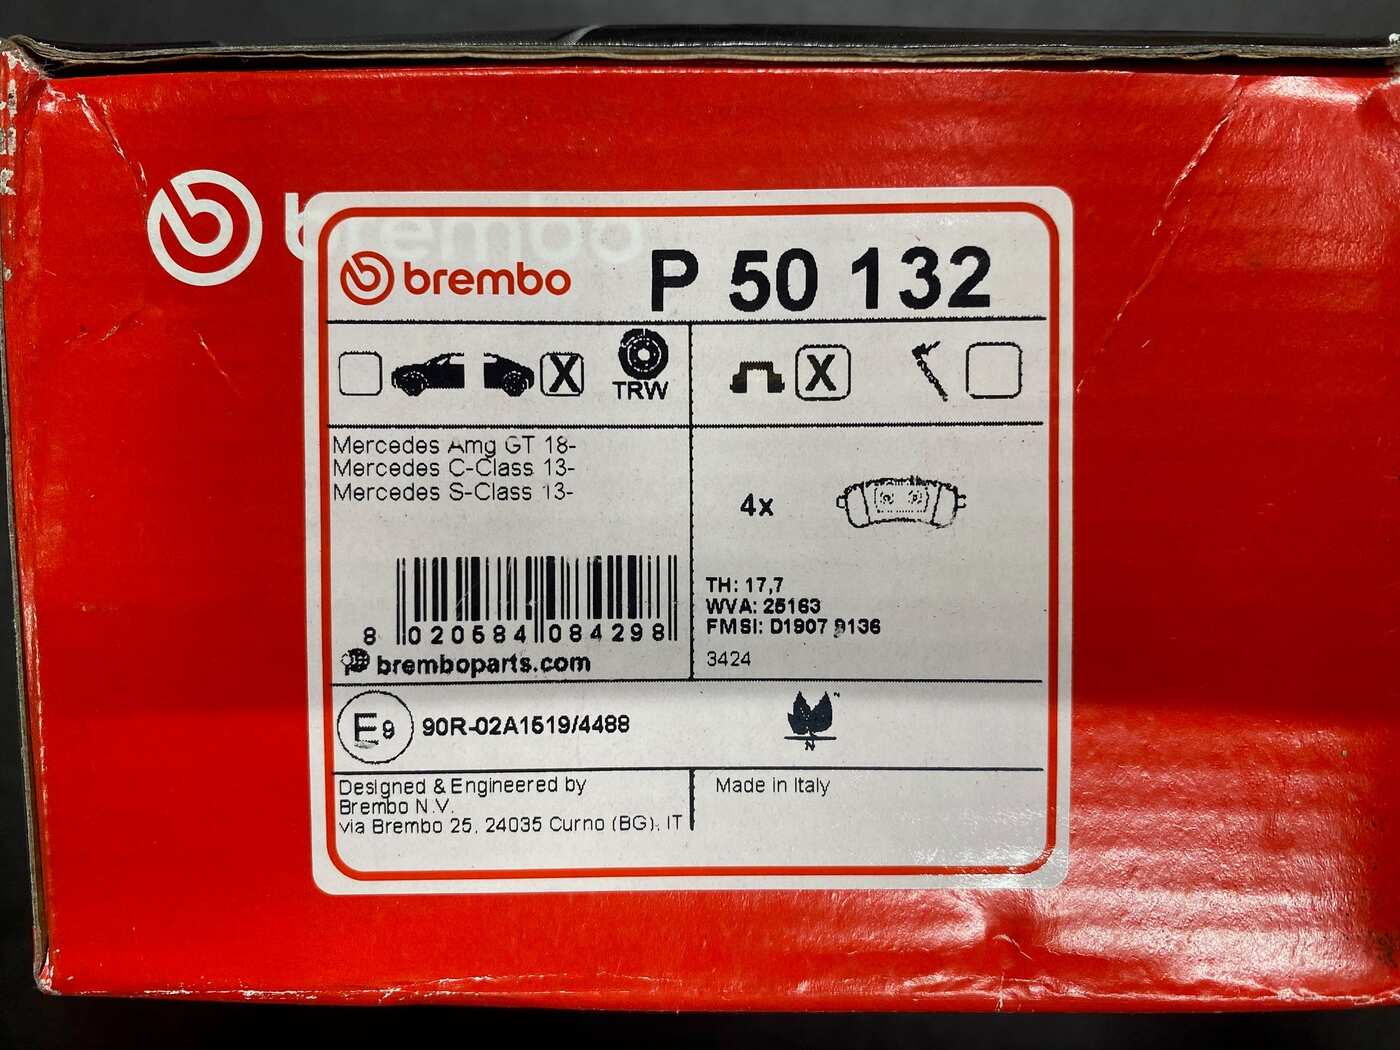 brembo
brembo P 50 132
X TRW X
Mercedes Amg GT 18-
Mercedes C-Class 13-
Mercedes S-Class 13-
4x
TH: 17,7
WVA: 25163
FMSI: D1907 9136
3424
8 020584 084298
bremboparts.com
E9 90R-02A1519/4488
N
Designed & Engineered by
Brembo N.V.
via Brembo 25, 24035 Curno (BG), IT
Made in Italy